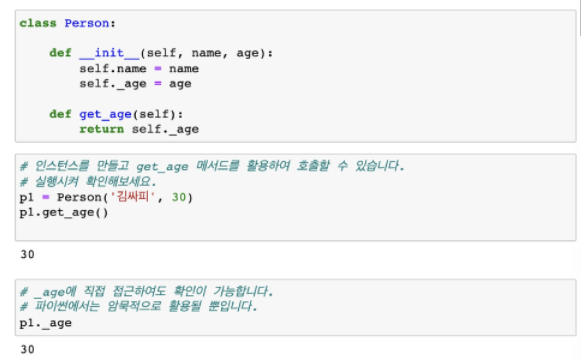 class Person:
def __init__(self, name, age):
self.name = name
self._age = age
def get_age(self):
return self._age
# 인스턴스를 만들고 get_age 메서드를 활용하여 호출할 수 있습니다.
# 실행시켜 확인해보세요.
p1 = Person('김싸피', 30)
p1.get_age()
30
# _age에 직접 접근하여도 확인이 가능합니다.
# 파이썬에서는 암묵적으로 활용될 뿐입니다.
p1._age
30